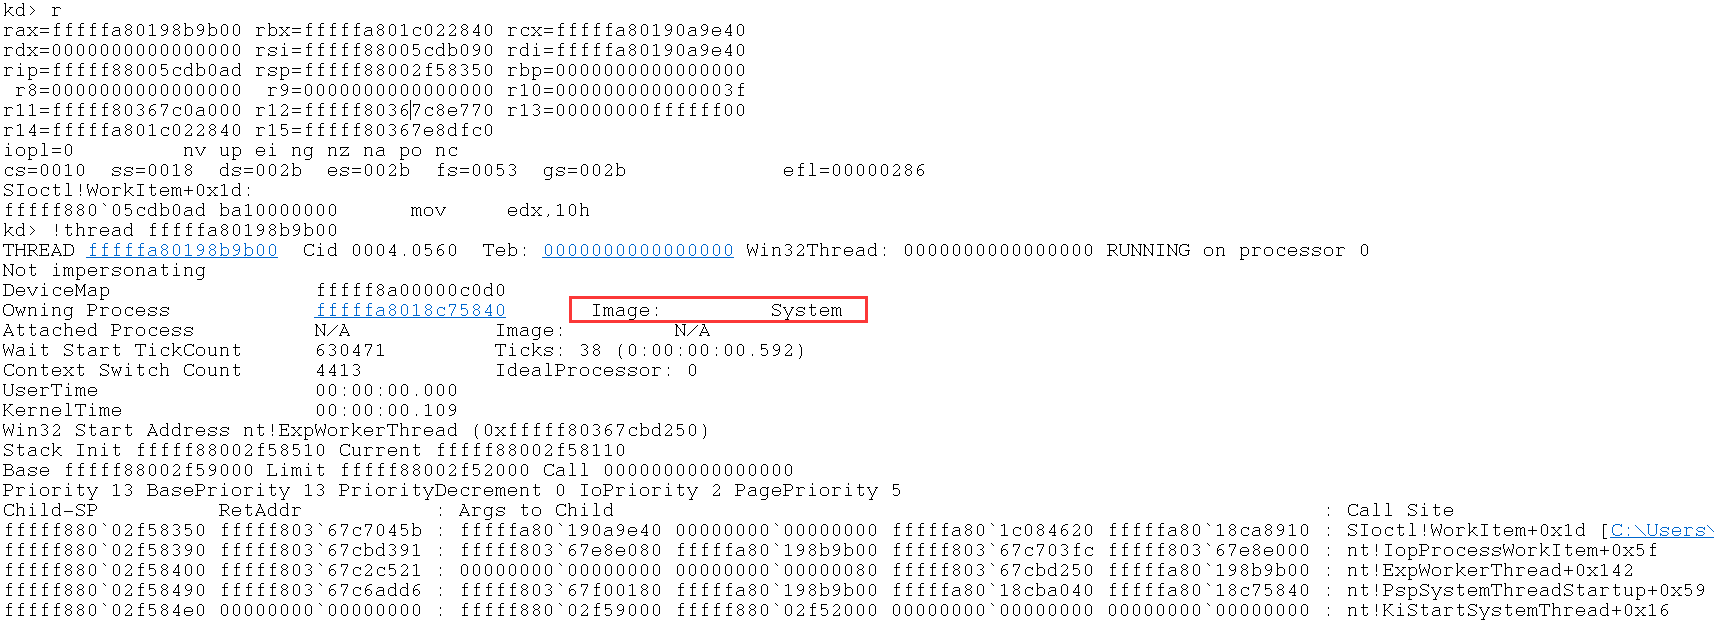 kd> r
rax=fffffa80198b9b00 rbx=fffffa801c022840 rcx=fffffa80190a9e40
rdx=0000000000000000 rsi=fffff88005cdb090 rdi=fffffa80190a9e40
rip=fffff88005cdb0ad rsp=fffff88002f58350 rbp=0000000000000000
 r8=0000000000000000  r9=0000000000000000 r10=000000000000003f
r11=fffff80367c0a000 r12=fffff80367c8e770 r13=00000000ffffff00
r14=fffffa801c022840 r15=fffff80367e8dfc0
iopl=0         nv up ei ng nz na po nc
cs=0010  ss=0018  ds=002b  es=002b  fs=0053  gs=002b             efl=00000286
SIoctl!WorkItem+0x1d:
fffff880`05cdb0ad ba10000000      mov     edx,10h
kd> !thread fffffa80198b9b00
THREAD fffffa80198b9b00  Cid 0004.0560  Teb: 0000000000000000 Win32Thread: 0000000000000000 RUNNING on processor 0
Not impersonating
DeviceMap                 fffff8a00000c0d0
Owning Process            fffffa8018c75840       Image:         System
Attached Process          N/A            Image:         N/A
Wait Start TickCount      630471         Ticks: 38 (0:00:00:00.592)
Context Switch Count      4413           IdealProcessor: 0
UserTime                  00:00:00.000
KernelTime                00:00:00.109
Win32 Start Address nt!ExpWorkerThread (0xfffff80367cbd250)
Stack Init fffff88002f58510 Current fffff88002f58110
Base fffff88002f59000 Limit fffff88002f52000 Call 0000000000000000
Priority 13 BasePriority 13 PriorityDecrement 0 IoPriority 2 PagePriority 5
Child-SP          RetAddr           : Args to Child                                                           : Call Site
fffff880`02f58350 fffff803`67c7045b : fffffa80`190a9e40 00000000`00000000 fffffa80`1c084620 fffffa80`18ca8910 : SIoctl!WorkItem+0x1d [C:\Users\
fffff880`02f58390 fffff803`67cbd391 : fffff803`67e8e080 fffffa80`198b9b00 fffff803`67c703fc fffff803`67e8e000 : nt!IopProcessWorkItem+0x5f
fffff880`02f58400 fffff803`67c2c521 : 00000000`00000000 00000000`00000080 fffff803`67cbd250 fffffa80`198b9b00 : nt!ExpWorkerThread+0x142
fffff880`02f58490 fffff803`67c6add6 : fffff803`67f00180 fffffa80`198b9b00 fffffa80`18cba040 fffffa80`18c75840 : nt!PspSystemThreadStartup+0x59
fffff880`02f584e0 00000000`00000000 : fffff880`02f59000 fffff880`02f52000 00000000`00000000 00000000`00000000 : nt!KiStartSystemThread+0x16